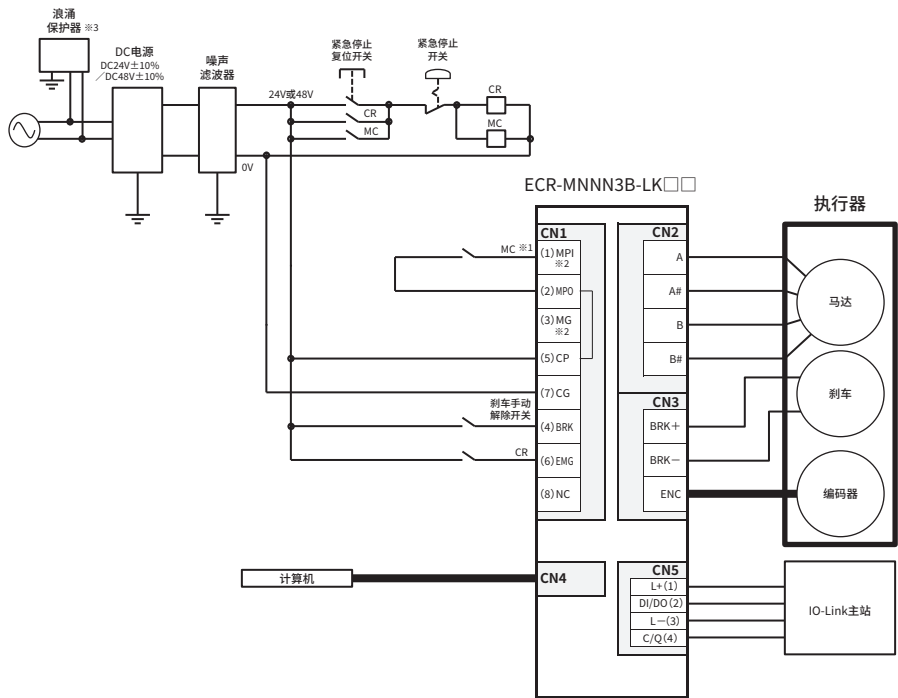 浪涌
保护器 ※3
DC电源
DC24V±10%
／DC48V±10%
噪声
滤波器
24V或48V
0V
紧急停止
复位开关
CR
MC
紧急停止
开关
CR
MC
ECR-MNNN3B-LK□□
执行器
CN1
MC ※1
(1)MPI
※2
(2)MPO
(3)MG
※2
(5)CP
(7)CG
刹车手动
解除开关
(4)BRK
CR
(6)EMG
(8)NC
CN2
A
A#
B
B#
CN3
BRK＋
BRK－
ENC
马达
刹车
编码器
计算机
CN4
CN5
L+(1)
DI/DO(2)
L－(3)
C/Q(4)
IO-Link主站